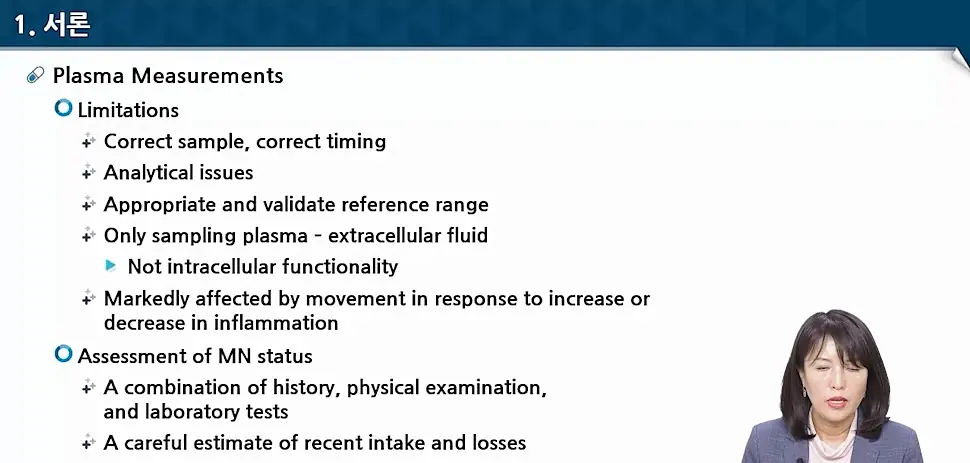 1. 서론
Plasma Measurements
Limitations
Correct sample, correct timing
Analytical issues
Appropriate and validate reference range
Only sampling plasma – extracellular fluid
Not intracellular functionality
Markedly affected by movement in response to increase or
decrease in inflammation
Assessment of MN status
A combination of history, physical examination,
and laboratory tests
A careful estimate of recent intake and losses